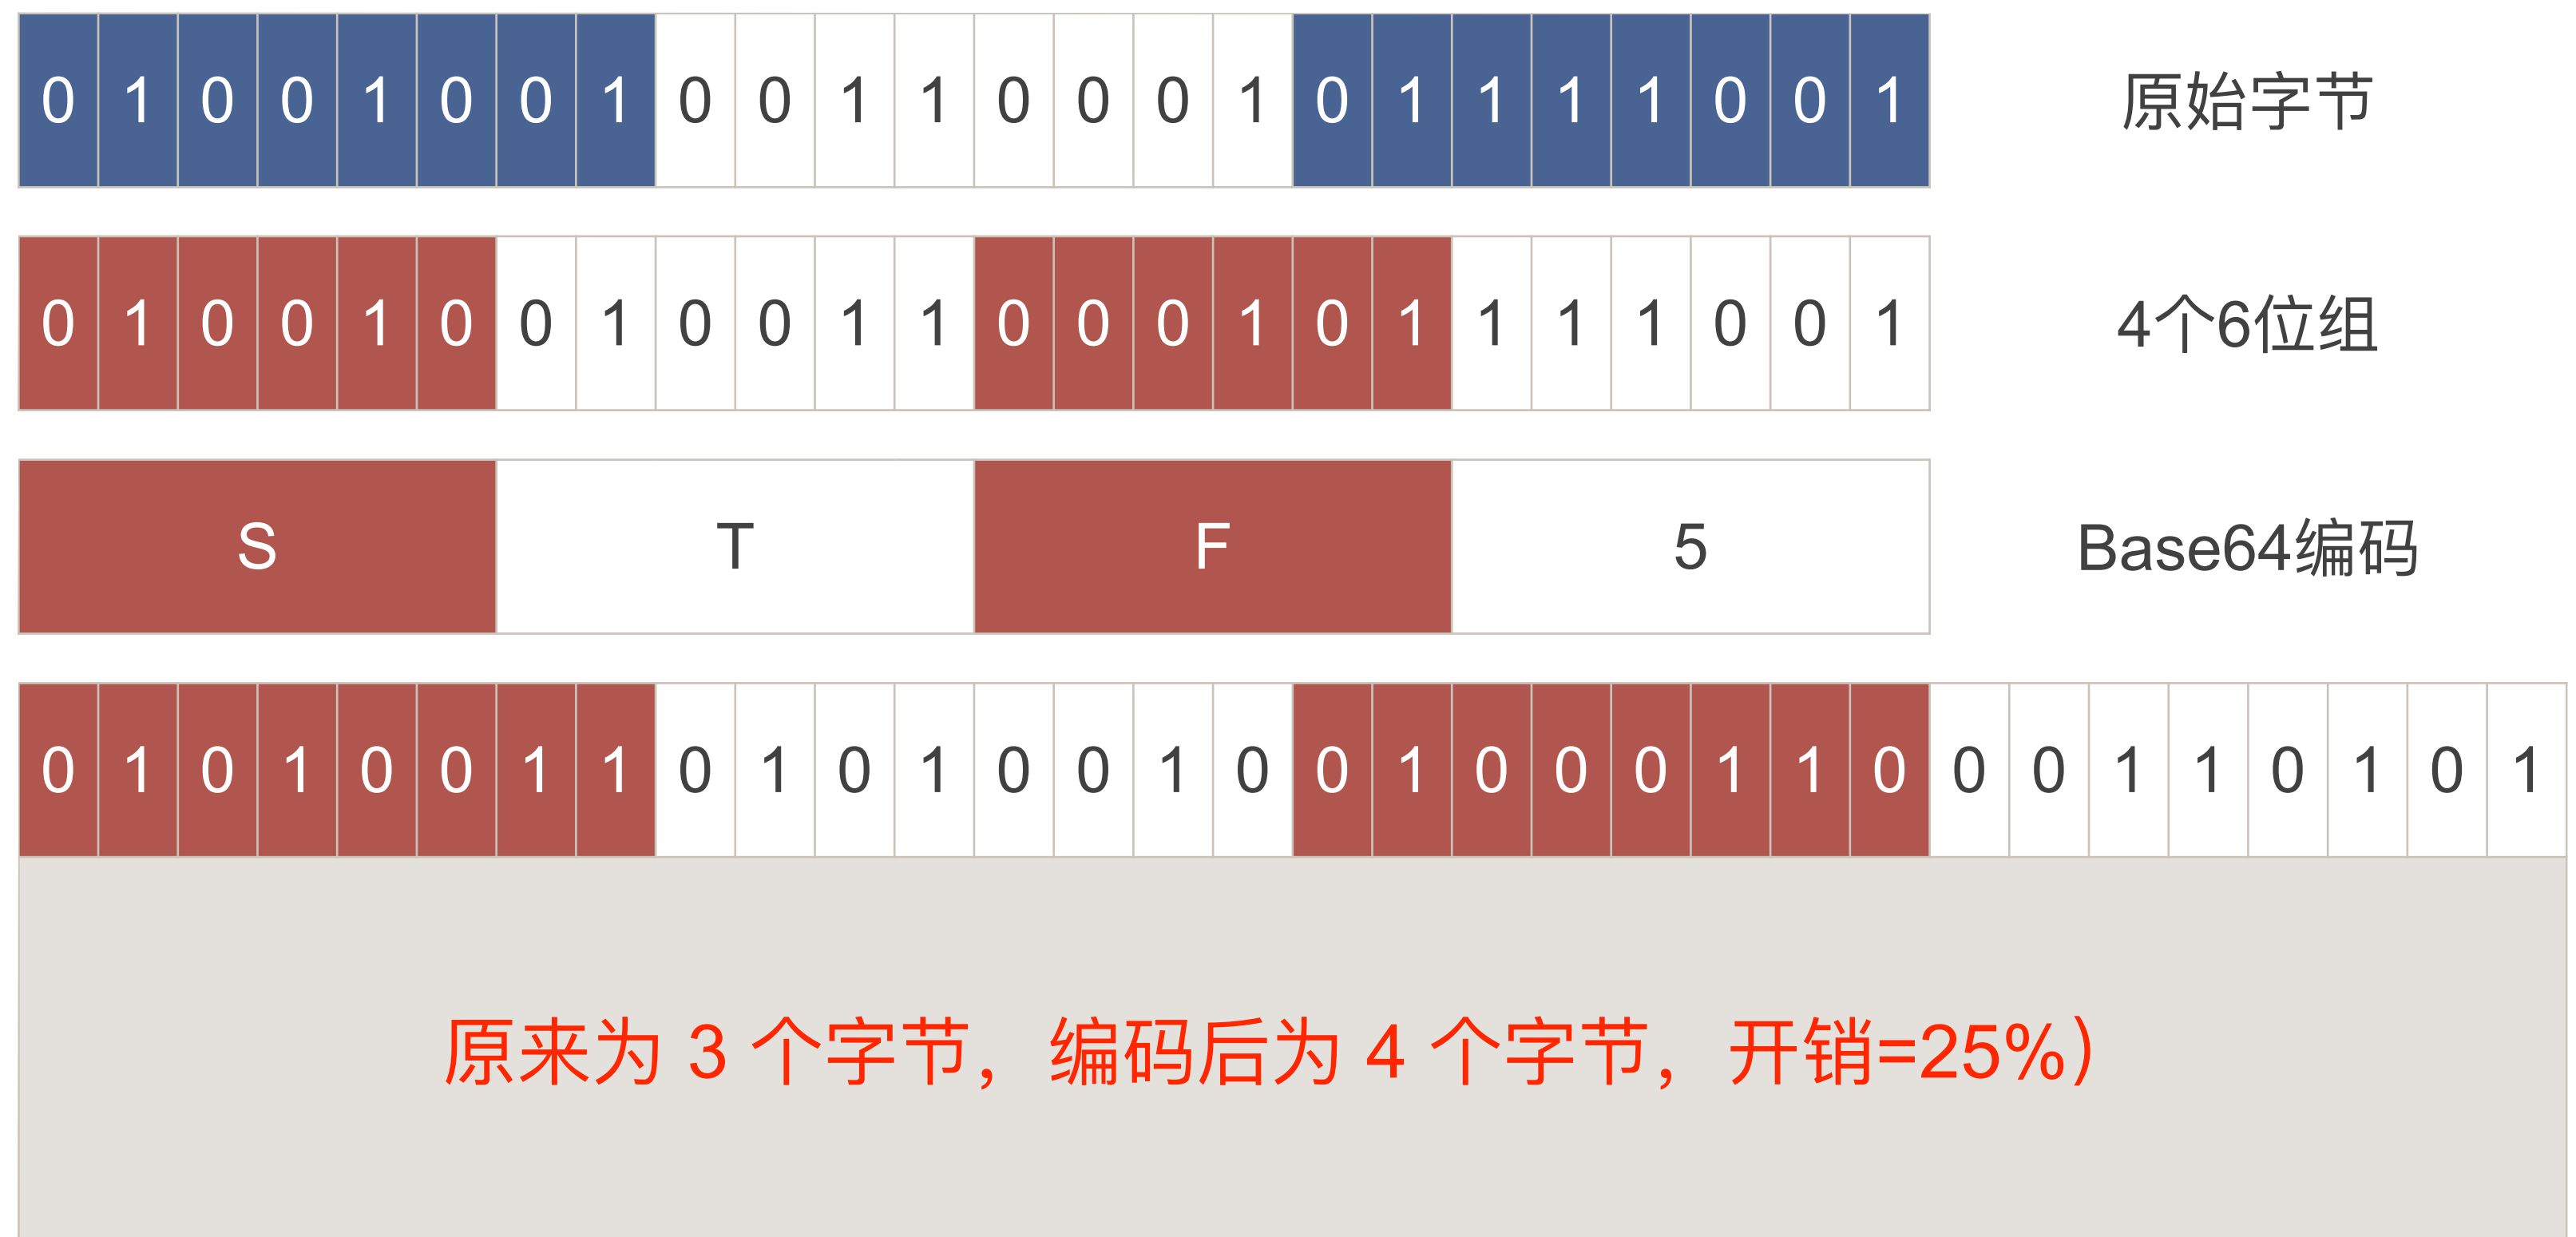 0 1 0 0 1 0 0 1 0 0 1 1 0 0 0 1 0 1 1 1 1 0 0 1 原始字节
0 1 0 0 1 0 0 1 0 0 1 1 0 0 0 1 0 1 1 1 1 0 0 1 4个6位组
S T F 5 Base64编码
0 1 0 1 0 0 1 1 0 1 0 1 0 0 1 0 0 1 0 0 0 1 1 0 0 0 1 1 0 1 0 1
原来为 3 个字节，编码后为 4 个字节，开销=25%)